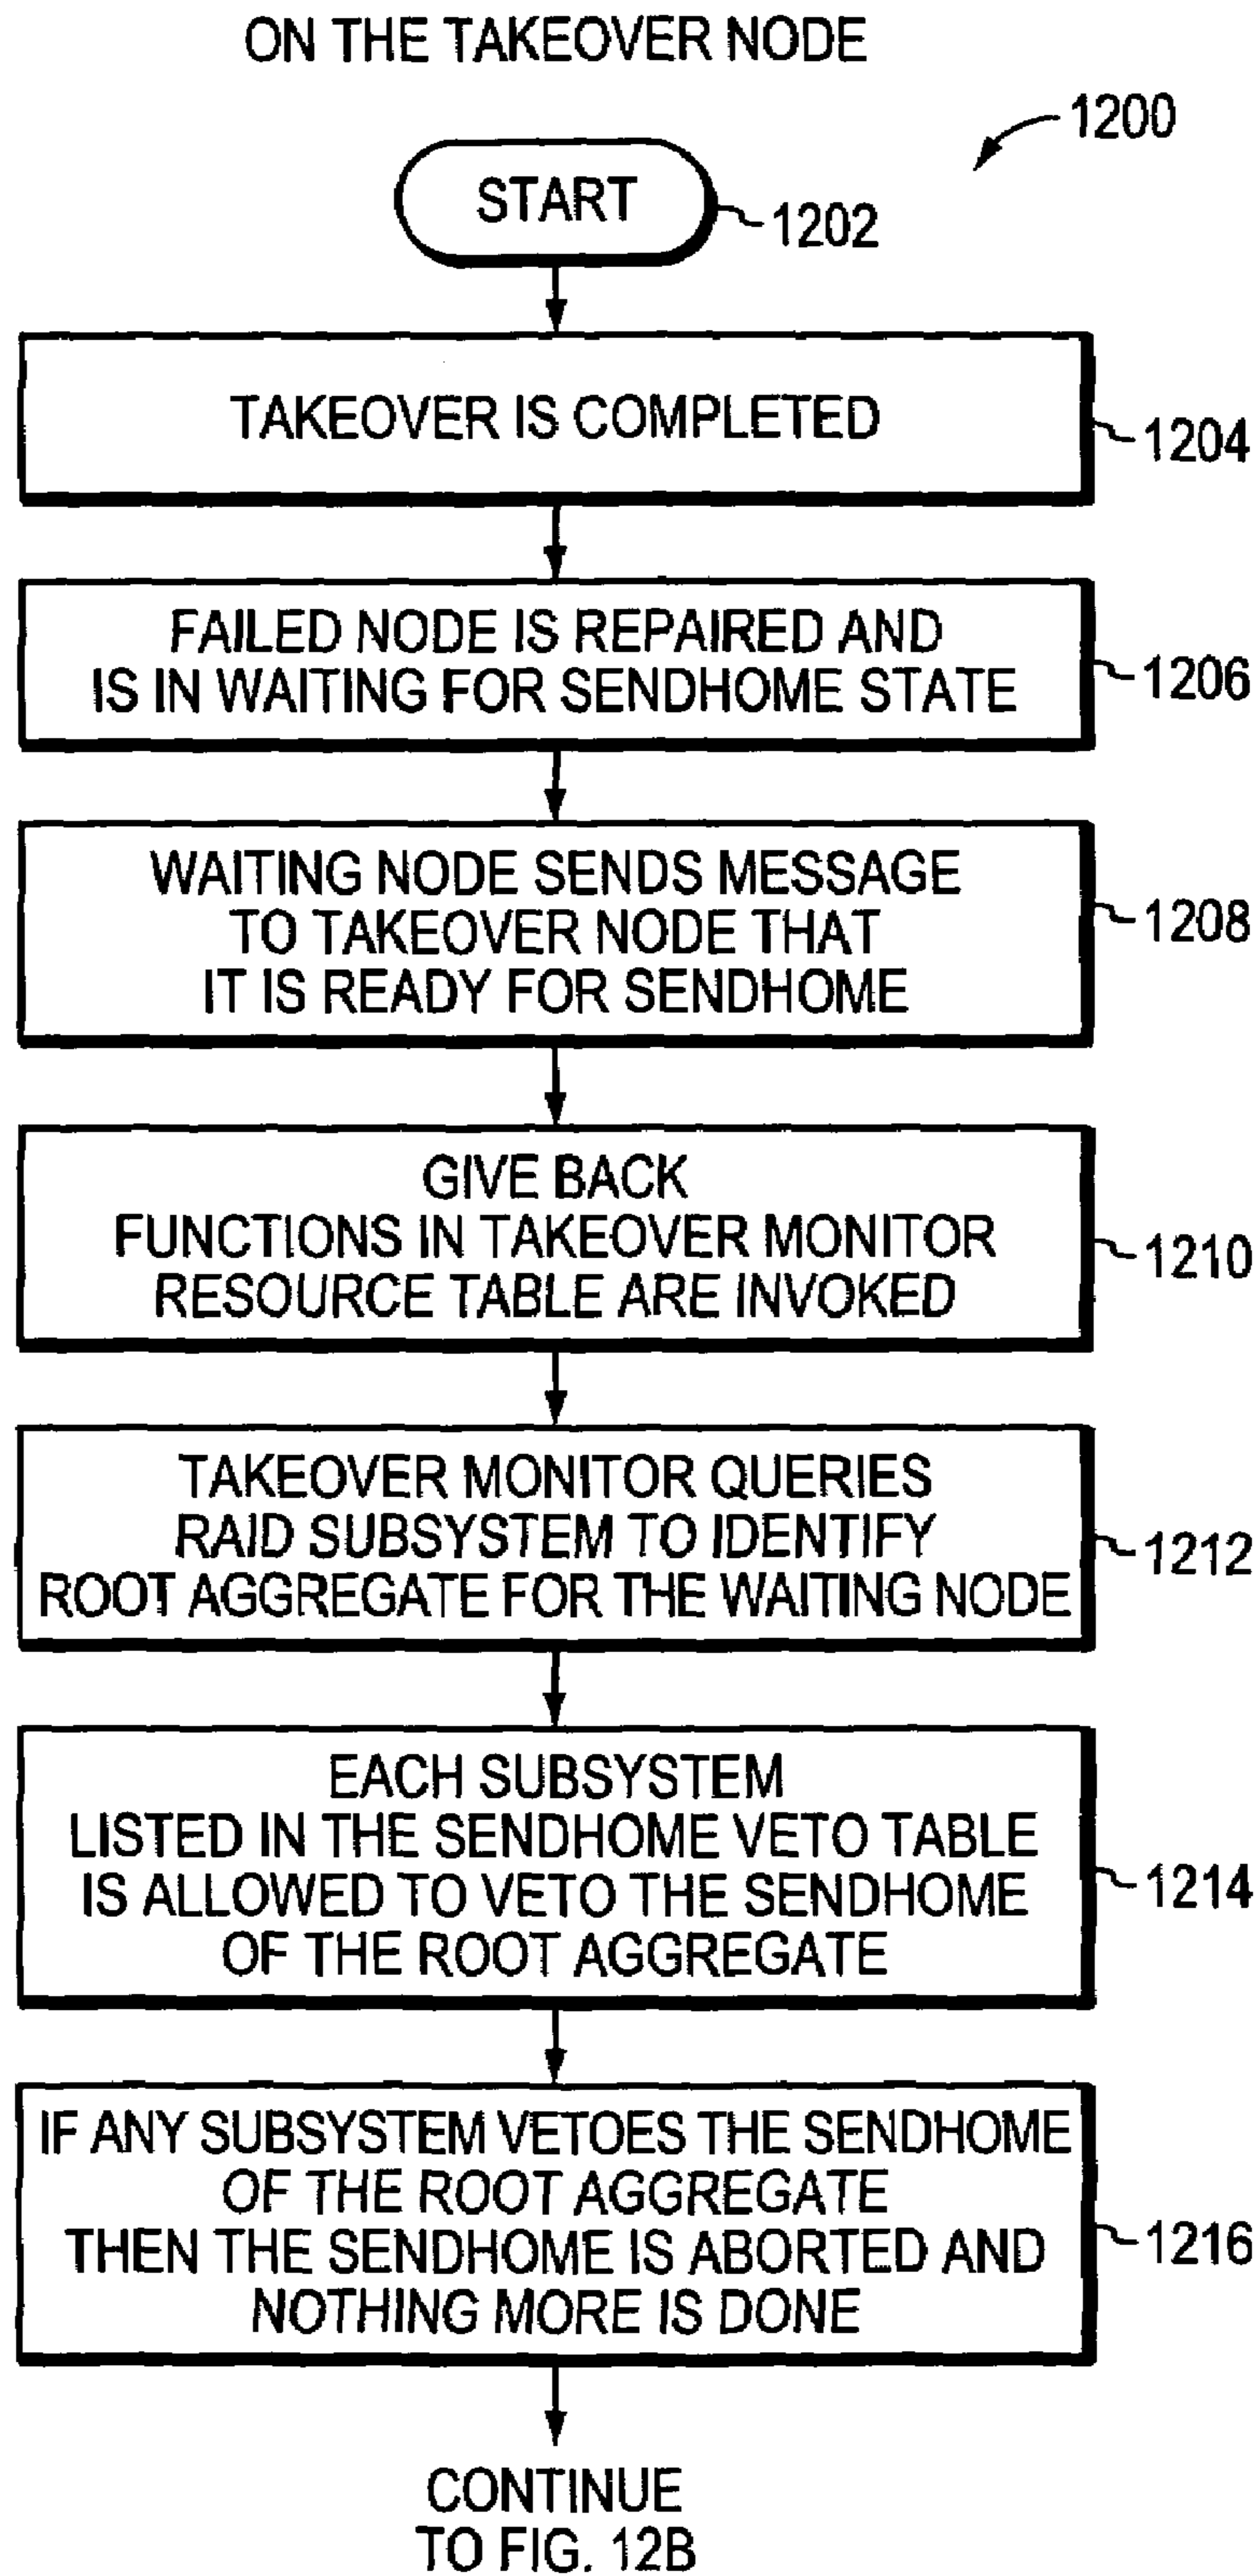 ON THE TAKEOVER NODE
1200
START
1202
TAKEOVER IS COMPLETED
1204
FAILED NODE IS REPAIRED AND
IS IN WAITING FOR SENDHOME STATE
1206
WAITING NODE SENDS MESSAGE
TO TAKEOVER NODE THAT
IT IS READY FOR SENDHOME
1208
GIVE BACK
FUNCTIONS IN TAKEOVER MONITOR
RESOURCE TABLE ARE INVOKED
1210
TAKEOVER MONITOR QUERIES
RAID SUBSYSTEM TO IDENTIFY
ROOT AGGREGATE FOR THE WAITING NODE
1212
EACH SUBSYSTEM
LISTED IN THE SENDHOME VETO TABLE
IS ALLOWED TO VETO THE SENDHOME
OF THE ROOT AGGREGATE
1214
IF ANY SUBSYSTEM VETOES THE SENDHOME
OF THE ROOT AGGREGATE
THEN THE SENDHOME IS ABORTED AND
NOTHING MORE IS DONE
1216
CONTINUE
TO FIG. 12B